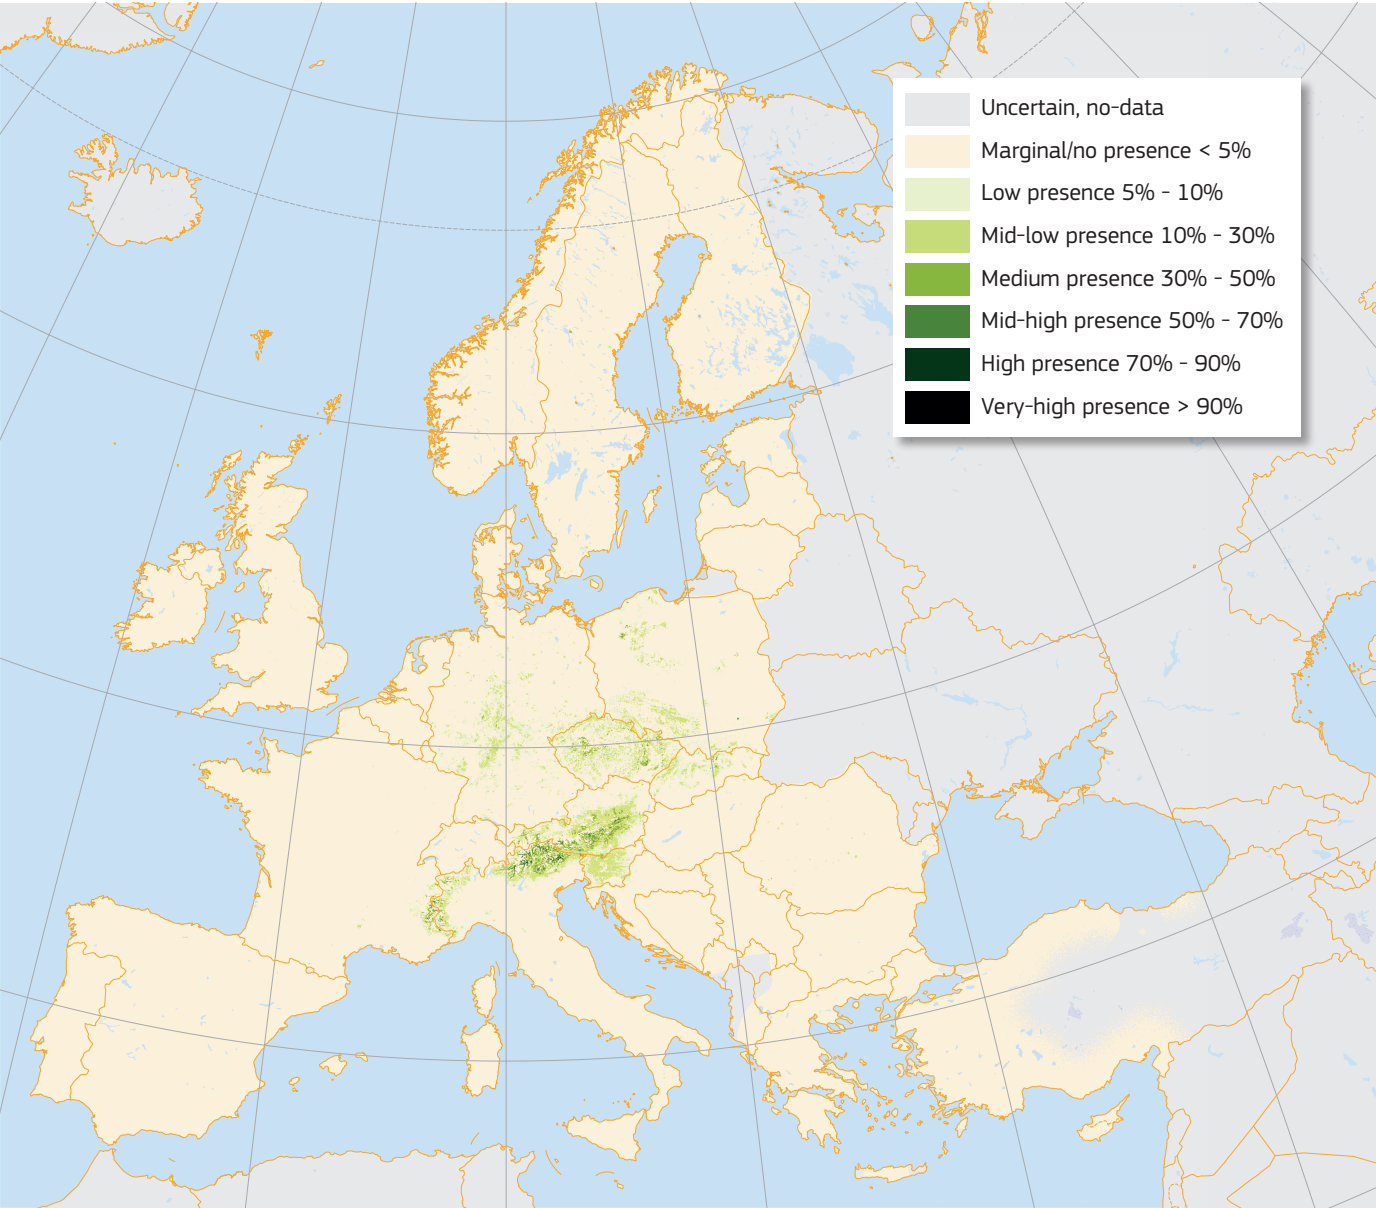 Uncertain, no-data
Marginal/no presence < 5%
Low presence 5% - 10%
Mid-low presence 10% - 30%
Medium presence 30% - 50%
Mid-high presence 50% - 70%
High presence 70% - 90%
Very-high presence > 90%